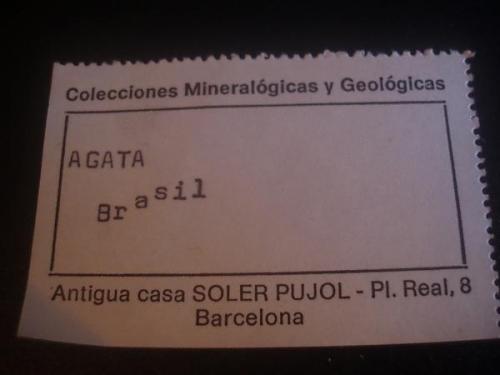 Colecciones Mineralógicas y Geológicas
AGATA
Brasil
Antigua casa SOLER PUJOL - Pl. Real, 8
Barcelona